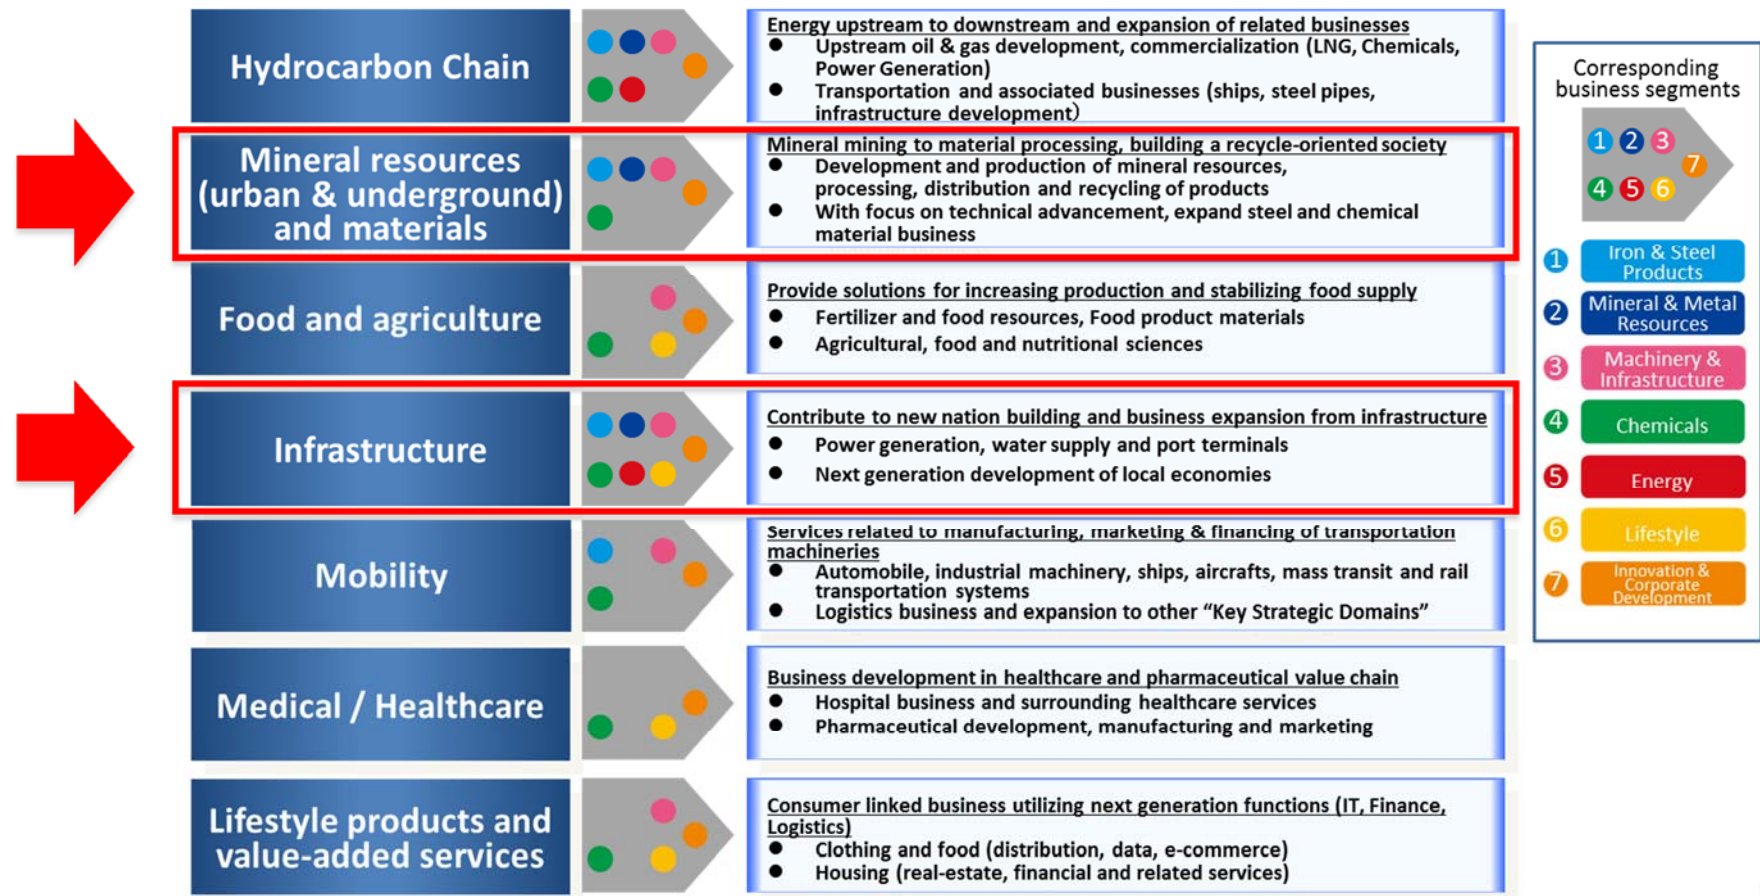 Hydrocarbon Chain
Energy upstream to downstream and expansion of related businesses
● Upstream oil & gas development, commercialization (LNG, Chemicals,
Power Generation)
● Transportation and associated businesses (ships, steel pipes,
infrastructure development)
Mineral resources
(urban & underground)
and materials
Mineral mining to material processing, building a recycle-oriented society
● Development and production of mineral resources,
processing, distribution and recycling of products
● With focus on technical advancement, expand steel and chemical
material business
Food and agriculture
Provide solutions for increasing production and stabilizing food supply
● Fertilizer and food resources, Food product materials
● Agricultural, food and nutritional sciences
Infrastructure
Contribute to new nation building and business expansion from infrastructure
● Power generation, water supply and port terminals
● Next generation development of local economies
Mobility
Services related to manufacturing, marketing & financing of transportation
machineries
● Automobile, industrial machinery, ships, aircrafts, mass transit and rail
transportation systems
● Logistics business and expansion to other “Key Strategic Domains”
Medical / Healthcare
Business development in healthcare and pharmaceutical value chain
● Hospital business and surrounding healthcare services
● Pharmaceutical development, manufacturing and marketing
Lifestyle products and
value-added services
Consumer linked business utilizing next generation functions (IT, Finance,
Logistics)
● Clothing and food (distribution, data, e-commerce)
● Housing (real-estate, financial and related services)
Corresponding
business segments
1 2 3
7
4 5 6
1 Iron & Steel
Products
2 Mineral & Metal
Resources
3 Machinery &
Infrastructure
4 Chemicals
5 Energy
6 Lifestyle
7 Innovation &
Corporate
Development